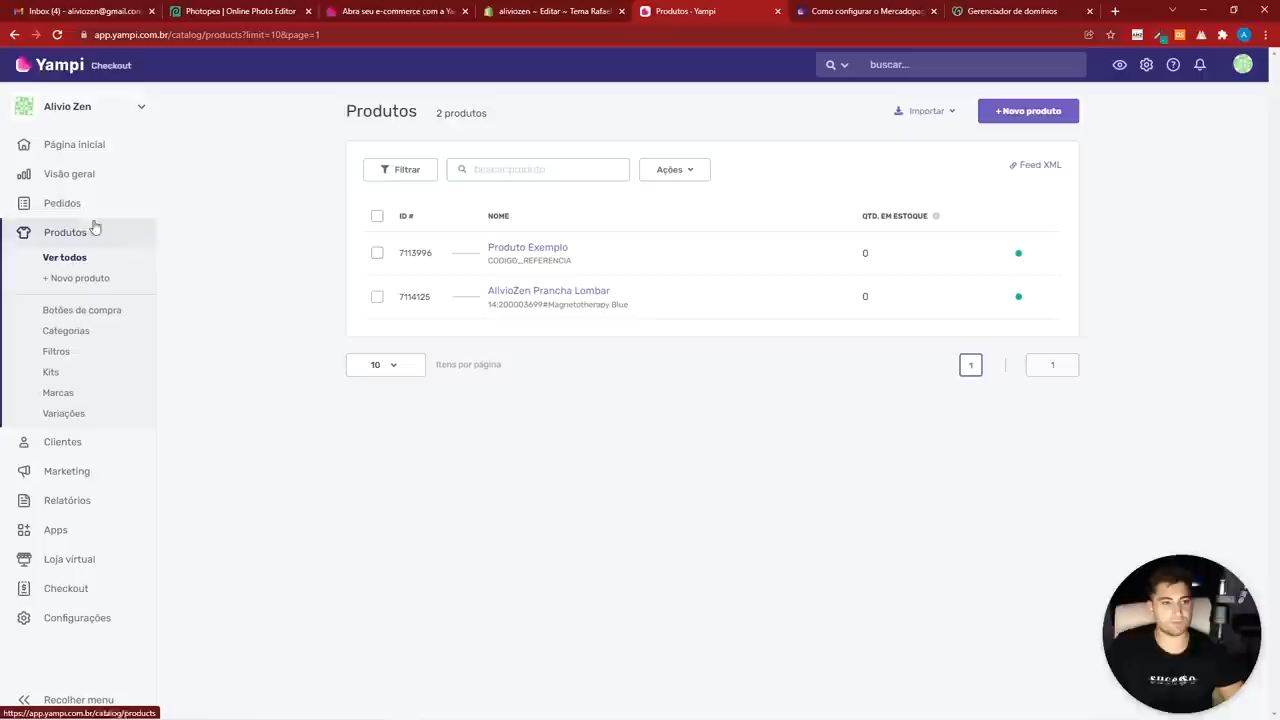 Inbox (4) - aliviozen@gmail.con
Photopea | Online Photo Editor
Abra seu e-commerce com a Ya
aliviozen ~ Editar ~ Tema Rafael
Produtos - Yampi
Como configurar o Mercadopag
Gerenciador de domínios
app.yampi.com.br/catalog/products?limit=10&page=1
Yampi Checkout
buscar...
Alivio Zen
Página inicial
Visão geral
Pedidos
Produtos
Ver todos
+ Novo produto
Botões de compra
Categorias
Filtros
Kits
Marcas
Variações
Clientes
Marketing
Relatórios
Apps
Loja virtual
Checkout
Configurações
Recolher menu
https://app.yampi.com.br/catalog/products
Produtos 2 produtos
Importar
+ Novo produto
Filtrar
buscar produto
Ações
Feed XML
ID # NOME QTD. EM ESTOQUE
7113996 Produto Exemplo 0
CODIGO_REFERENCIA
7114125 AlivioZen Prancha Lombar 0
14:200003699#Magnetotherapy Blue
10 Itens por página 1 1